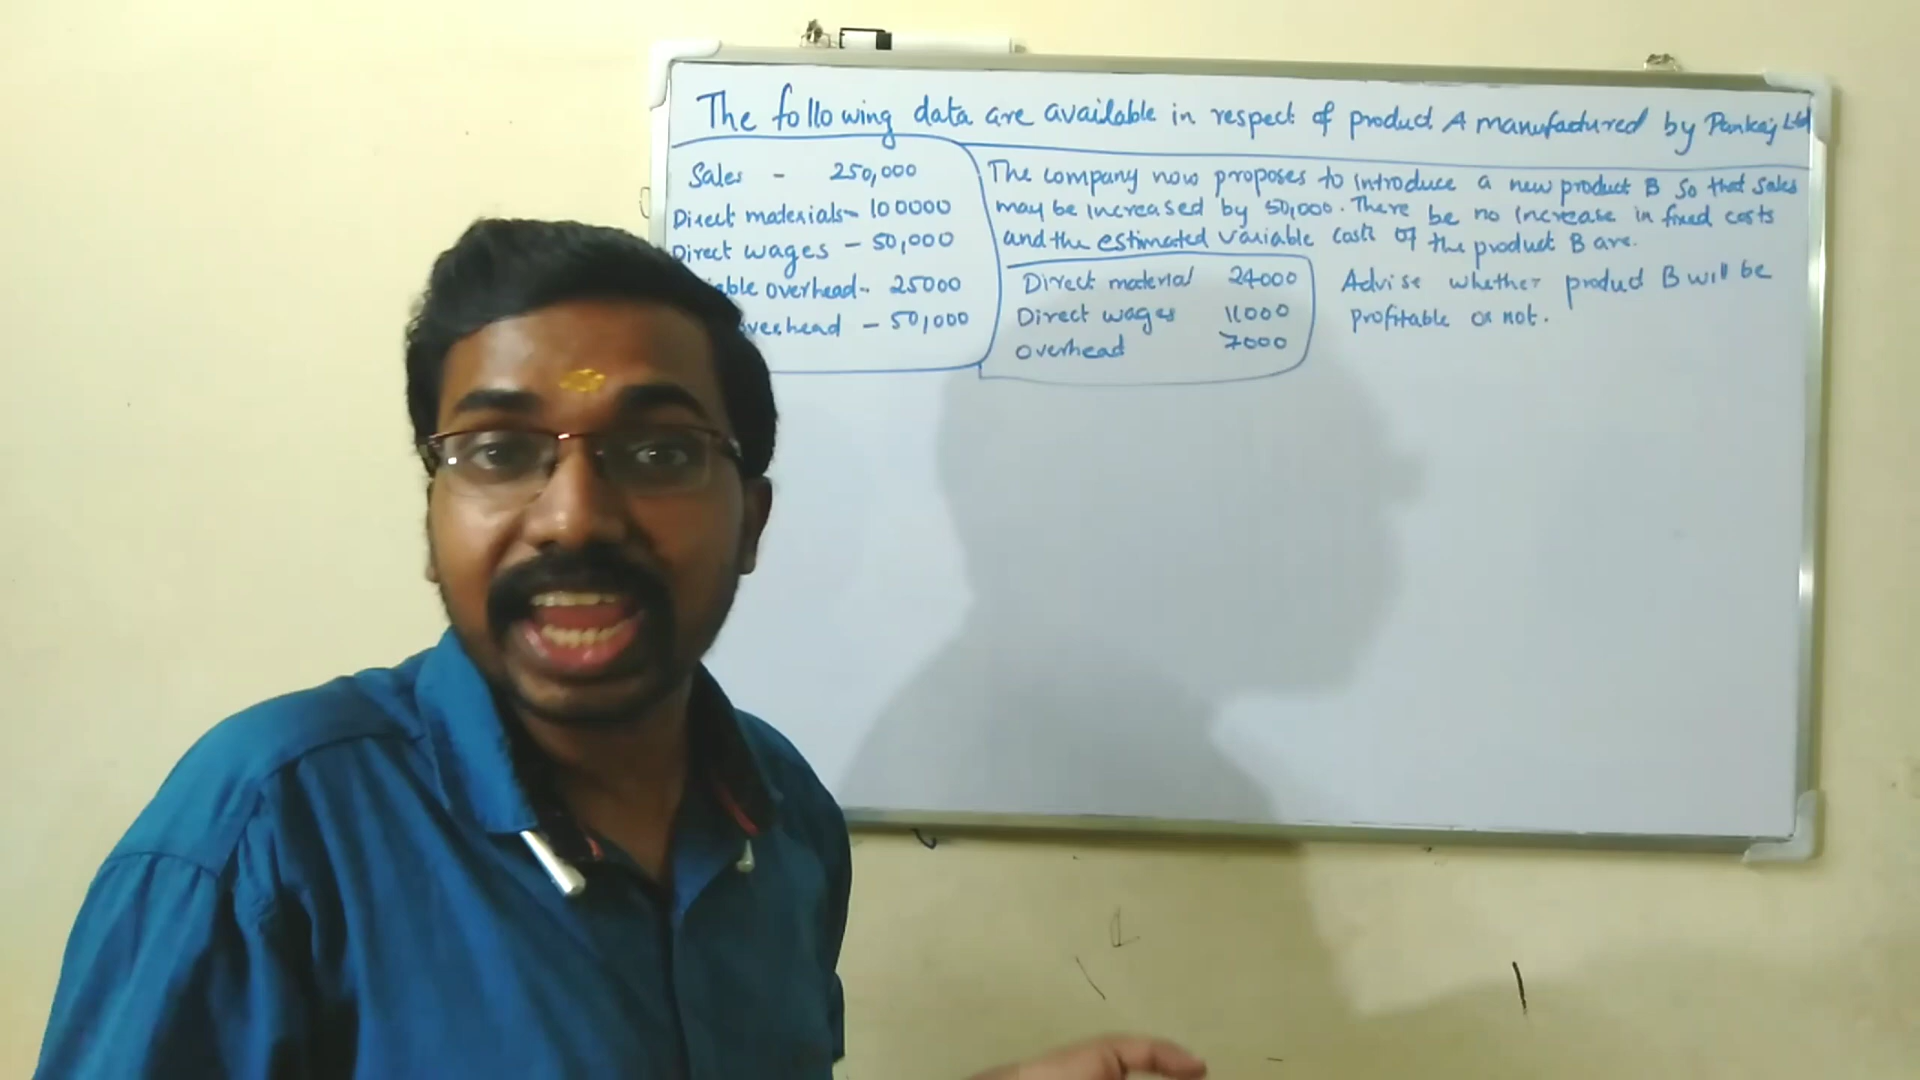 The following data are available in respect of product A manufactured by Pankaj Ltd
Sales - 250,000
Direct materials- 100000
Direct wages - 50,000
able overhead- 25000
overhead - 50,000
The company now proposes to introduce a new product B so that sales
may be increased by 50,000. There be no increase in fixed costs
and the estimated variable costs of the product B are.
Direct material 24000
Direct wages 11000
overhead 7000
Advise whether product B will be
profitable or not.